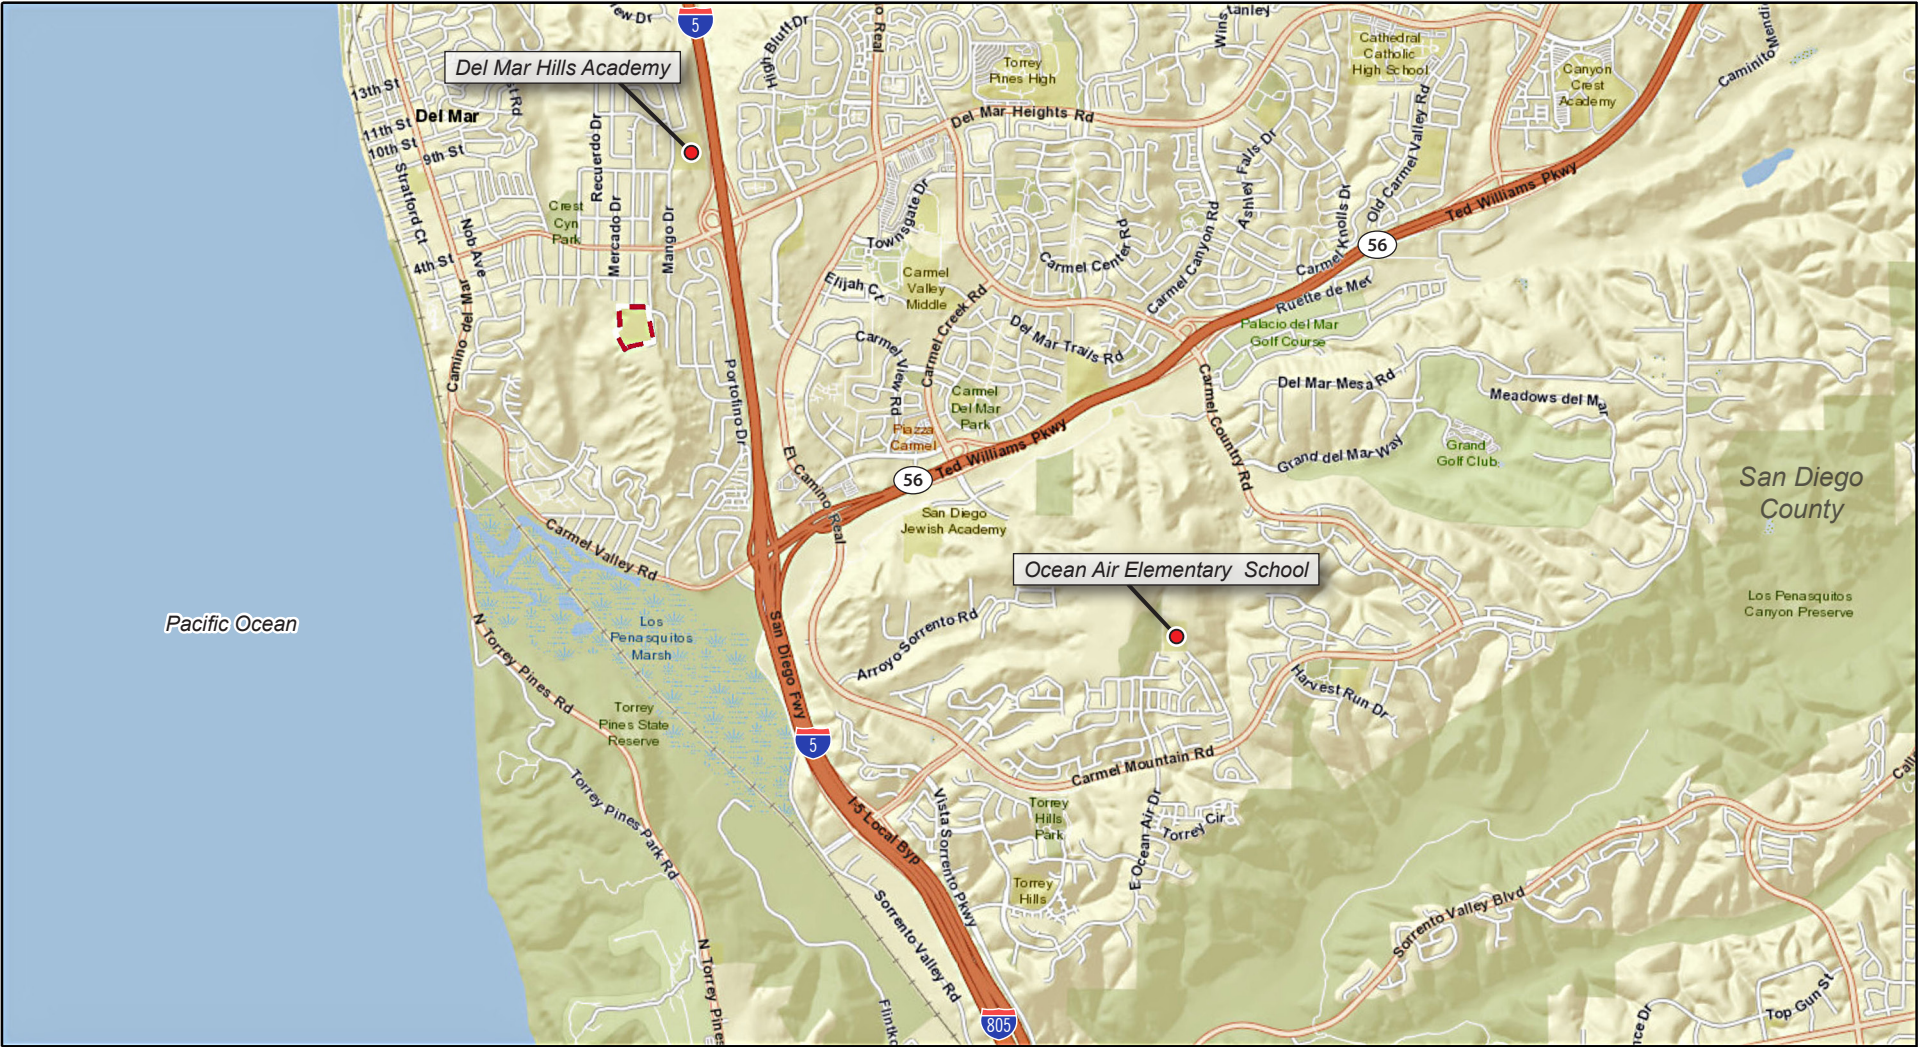 5
Del Mar Hills Academy
High Bluff Dr
Winstanley
Cathedral
Catholic
High School
Torrey
Pines High
Canyon
Crest
Academy
Caminito
13th St
Del Mar
11th St
10th St
9th St
Recuerdo Dr
Del Mar Heights Rd
Stratford Ct
Nob Ave
Crest
Cyn
Park
Mercado Dr
Mango Dr
4th St
Townsgate Dr
Elijah Ct
Carmel
Valley
Middle
Carmel Center Rd
Carmel Canyon Rd
Ashley Falls Dr
Carmel Knolls Dr
Old Carmel Valley Rd
56
Ted Williams Pkwy
Ruette de Mer
Palacio del Mar
Golf Course
Camino del Mar
Portofino Dr
Carmel View Rd
Carmel Creek Rd
Del Mar Trails Rd
Carmel
Del Mar
Park
Piazza
Carmel
Del Mar Mesa Rd
Meadows del Mar
Grand del Mar Way
Grand
Golf Club
Carmel Country Rd
Ted Williams Pkwy
56
El Camino Real
San Diego
Jewish Academy
San Diego
County
Carmel Valley Rd
Ocean Air Elementary School
Los Penasquitos
Canyon Preserve
Pacific Ocean
Los
Penasquitos
Marsh
San Diego Fwy
Arroyo Sorrento Rd
N Torrey Pines Rd
Torrey
Pines State
Reserve
Harvest Run Dr
5
Carmel Mountain Rd
Torrey Pines Park Rd
I-5 Local Byp
Vista Sorrento Pkwy
Torrey
Hills
Park
E Ocean Air Dr
Torrey Cir
Torrey
Hills
Sorrento Valley Rd
Sorrento Valley Blvd
N Torrey Pines
805
Top Gun St